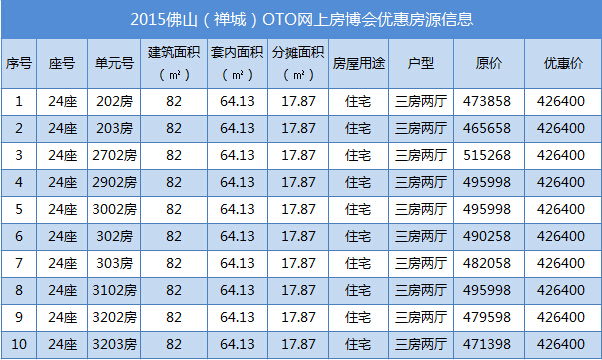 2015佛山（禅城）OTO网上房博会优惠房源信息
序号 座号 单元号 建筑面积（㎡） 套内面积（㎡） 分摊面积（㎡） 房屋用途 户型 原价 优惠价
1 24座 202房 82 64.13 17.87 住宅 三房两厅 473858 426400
2 24座 203房 82 64.13 17.87 住宅 三房两厅 465658 426400
3 24座 2702房 82 64.13 17.87 住宅 三房两厅 515268 426400
4 24座 2902房 82 64.13 17.87 住宅 三房两厅 495998 426400
5 24座 3002房 82 64.13 17.87 住宅 三房两厅 495998 426400
6 24座 302房 82 64.13 17.87 住宅 三房两厅 490258 426400
7 24座 303房 82 64.13 17.87 住宅 三房两厅 482058 426400
8 24座 3102房 82 64.13 17.87 住宅 三房两厅 495998 426400
9 24座 3202房 82 64.13 17.87 住宅 三房两厅 479598 426400
10 24座 3203房 82 64.13 17.87 住宅 三房两厅 471398 426400